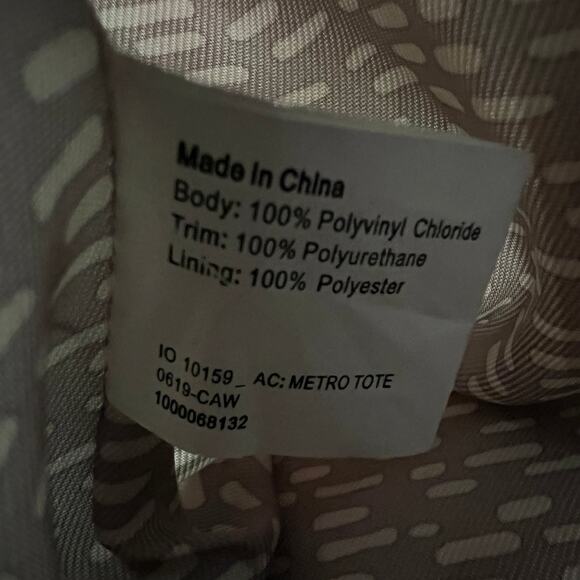 Made In China
Body: 100% Polyvinyl Chloride
Trim: 100% Polyurethane
Lining: 100% Polyester
IO 10159_ AC: METRO TOTE
0619-CAW
1000068132